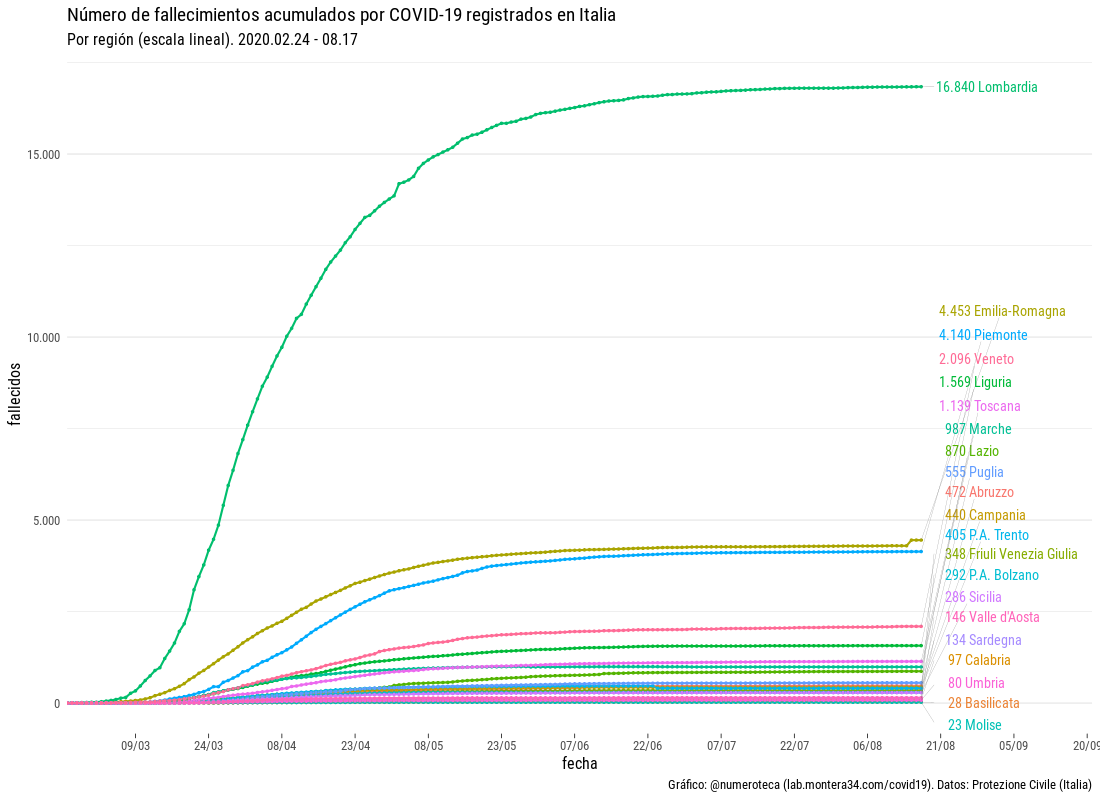 Número de fallecimientos acumulados por COVID-19 registrados en Italia
Por región (escala lineal). 2020.02.24 - 08.17
fallecidos
15.000
10.000
5.000
0
16.840 Lombardia
4.453 Emilia-Romagna
4.140 Piemonte
2.096 Veneto
1.569 Liguria
1.139 Toscana
987 Marche
870 Lazio
555 Puglia
472 Abruzzo
440 Campania
405 P.A. Trento
348 Friuli Venezia Giulia
292 P.A. Bolzano
286 Sicilia
146 Valle d'Aosta
134 Sardegna
97 Calabria
80 Umbria
28 Basilicata
23 Molise
09/03 24/03 08/04 23/04 08/05 23/05 07/06 22/06 07/07 22/07 06/08 21/08 05/09 20/09
fecha
Gráfico: @numeroteca (lab.montera34.com/covid19). Datos: Protezione Civile (Italia)